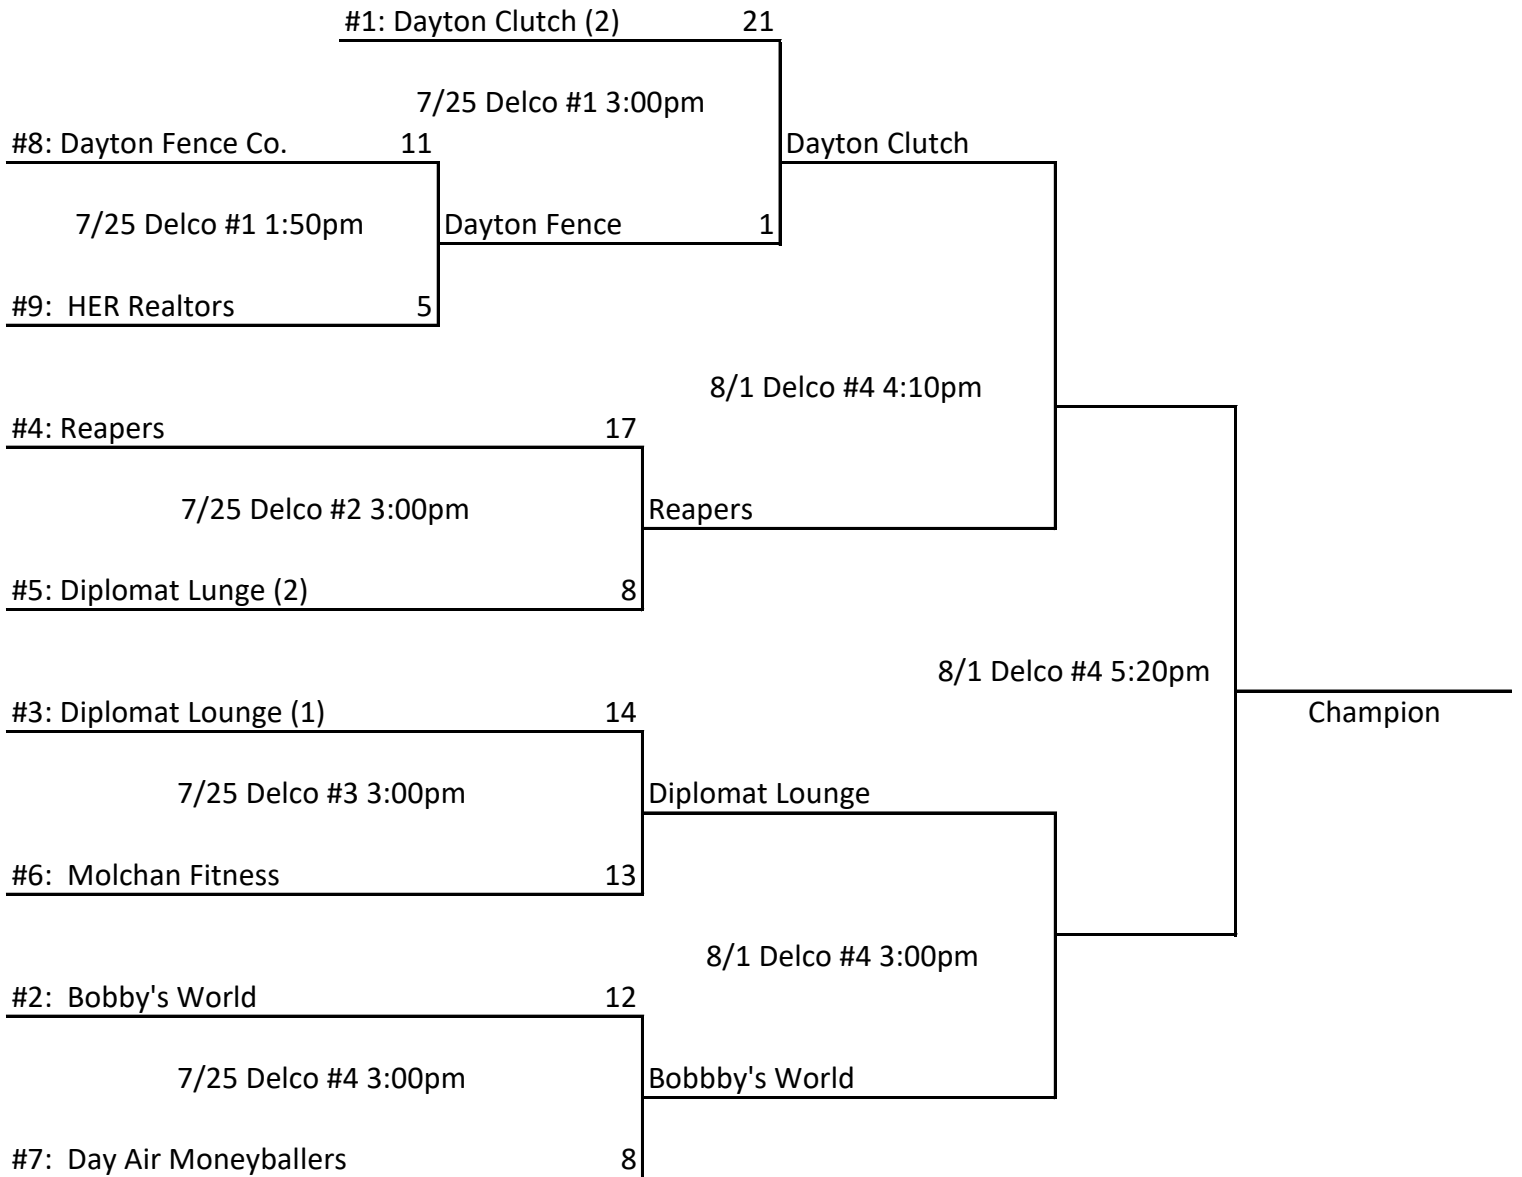 #1: Dayton Clutch (2) 21
7/25 Delco #1 3:00pm
#8: Dayton Fence Co. 11
Dayton Clutch
7/25 Delco #1 1:50pm
Dayton Fence 1
#9:  HER Realtors 5
8/1 Delco #4 4:10pm
#4: Reapers 17
7/25 Delco #2 3:00pm
Reapers
#5: Diplomat Lunge (2) 8
8/1 Delco #4 5:20pm
#3: Diplomat Lounge (1) 14
Champion
7/25 Delco #3 3:00pm
Diplomat Lounge
#6:  Molchan Fitness 13
8/1 Delco #4 3:00pm
#2:  Bobby's World 12
7/25 Delco #4 3:00pm
Bobbby's World
#7:  Day Air Moneyballers 8